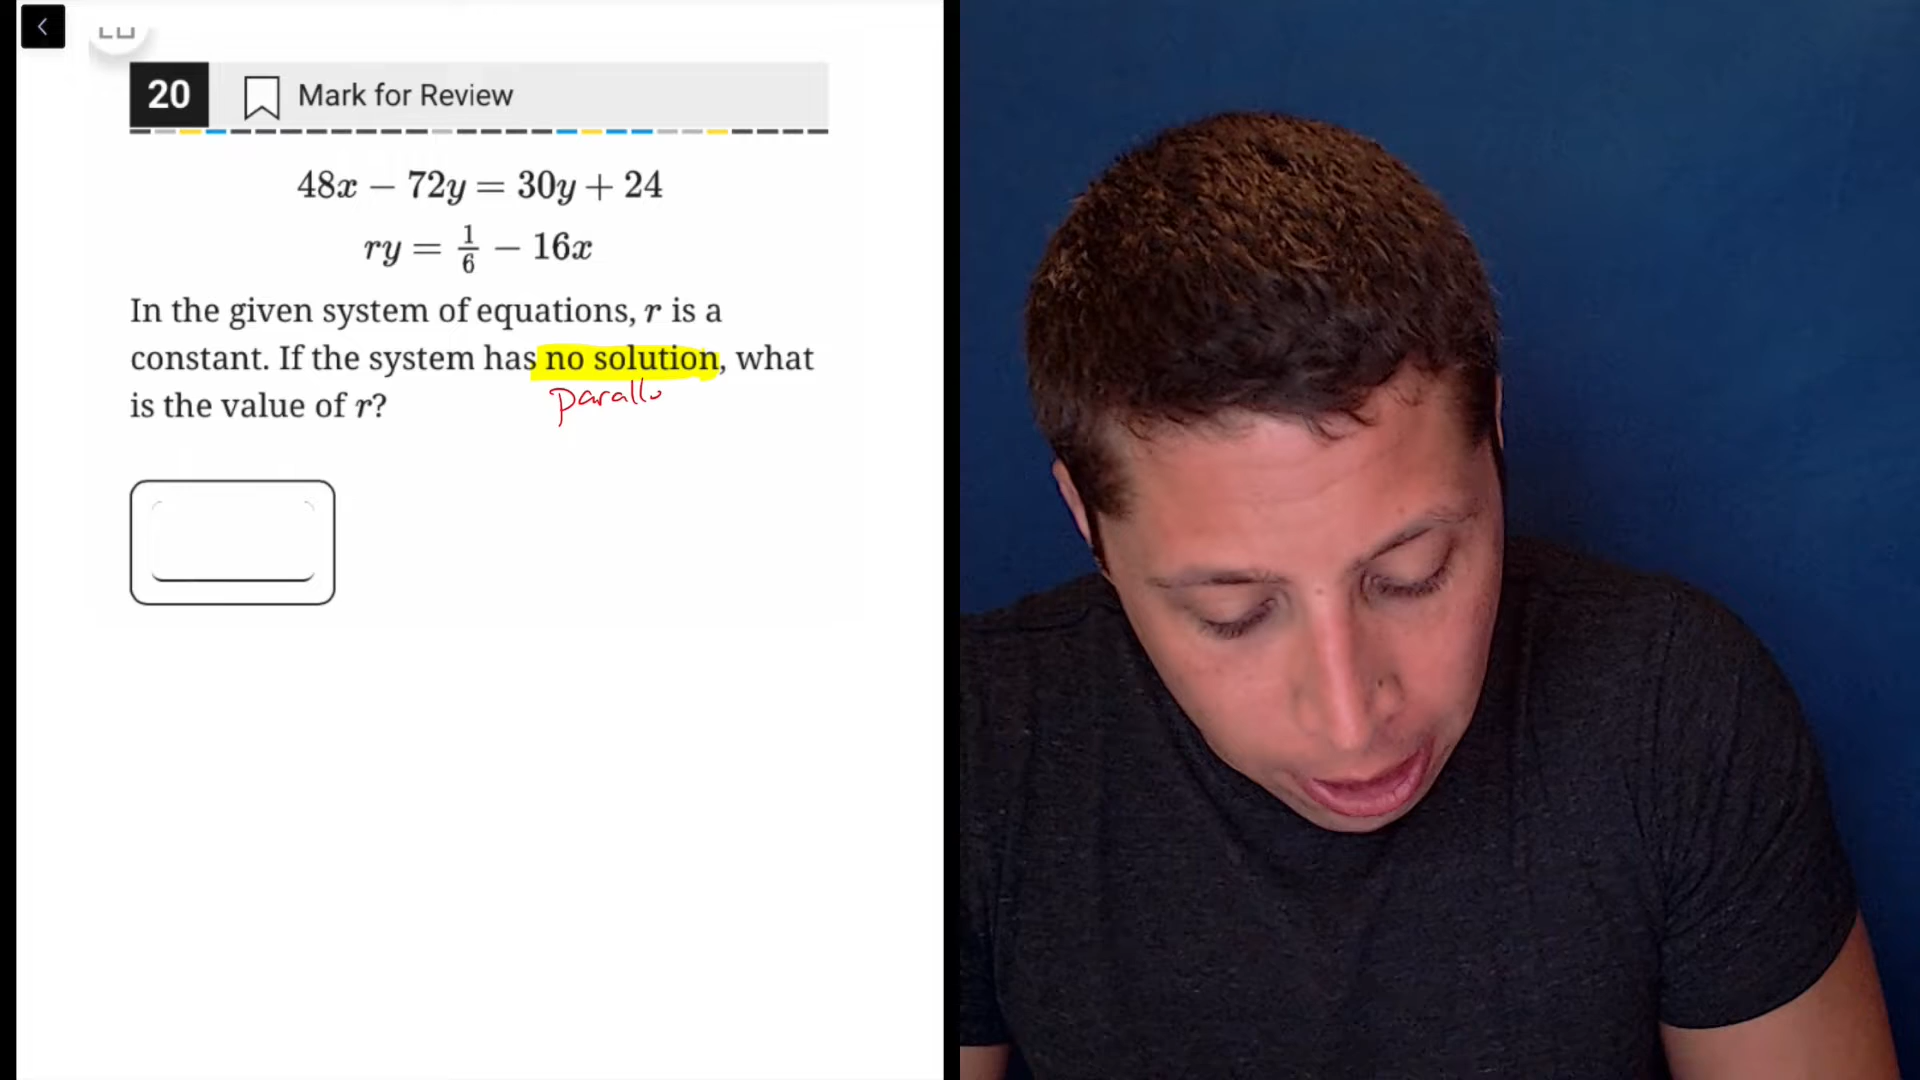 20 Mark for Review
48x − 72y = 30y + 24
ry = 1/6 − 16x
In the given system of equations, r is a
constant. If the system has no solution, what
is the value of r?